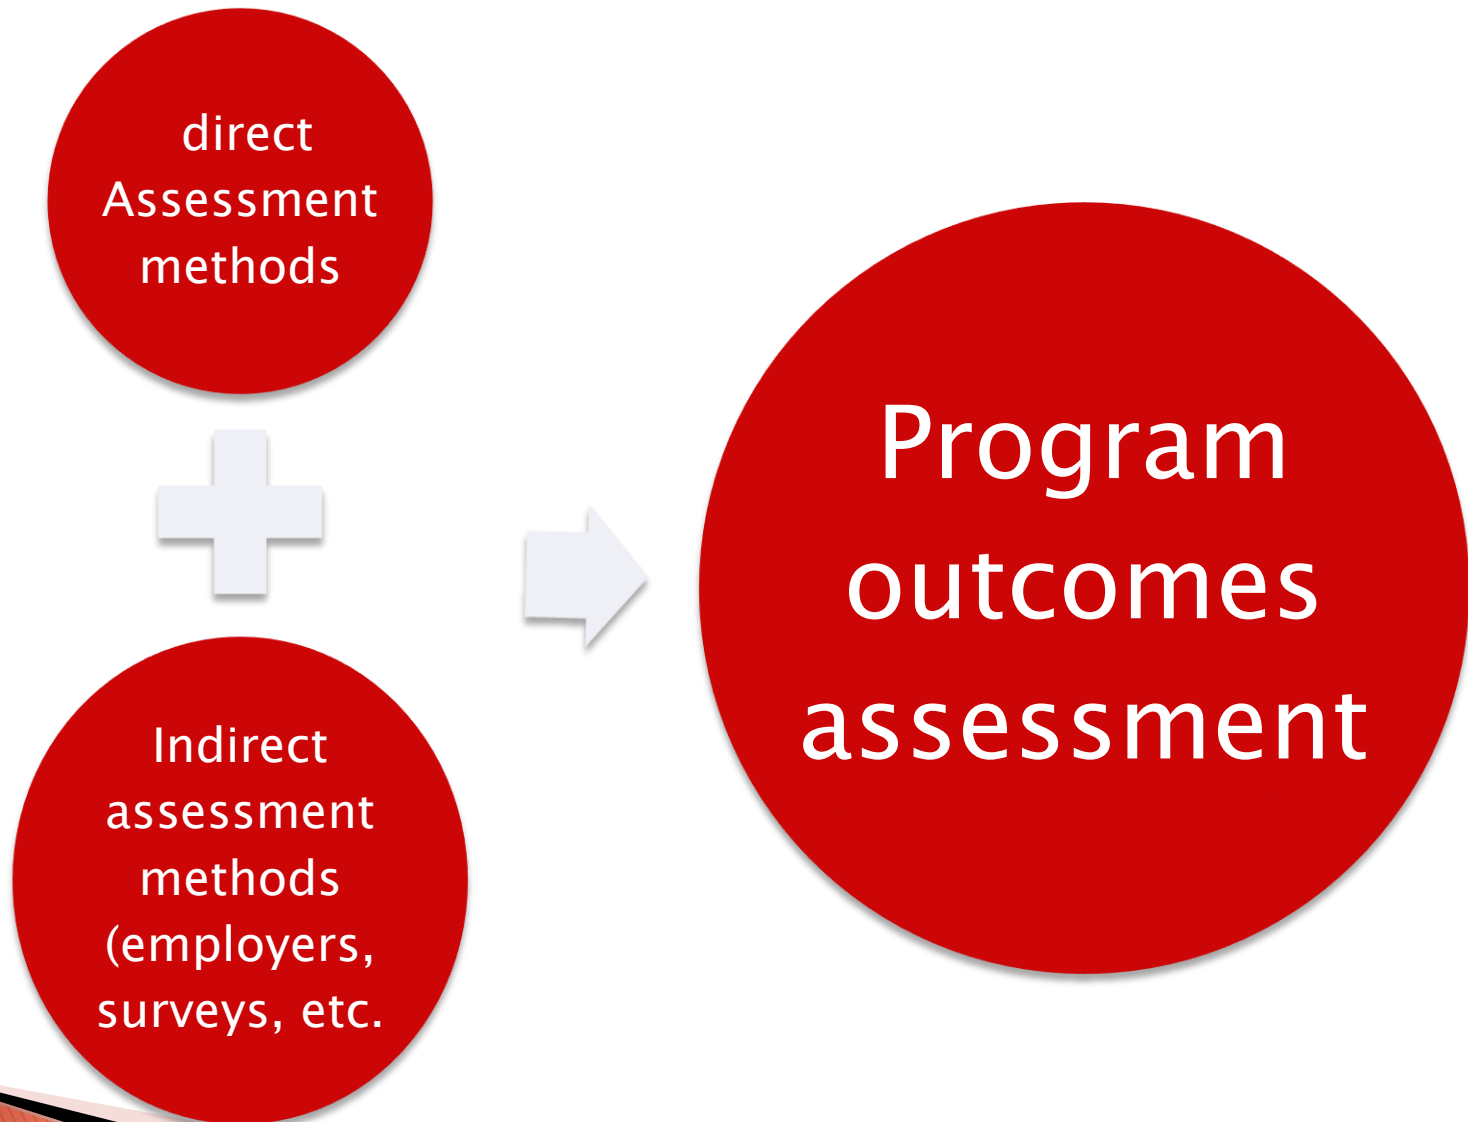 direct
Assessment
methods
Indirect
assessment
methods
(employers,
surveys, etc.
Program
outcomes
assessment